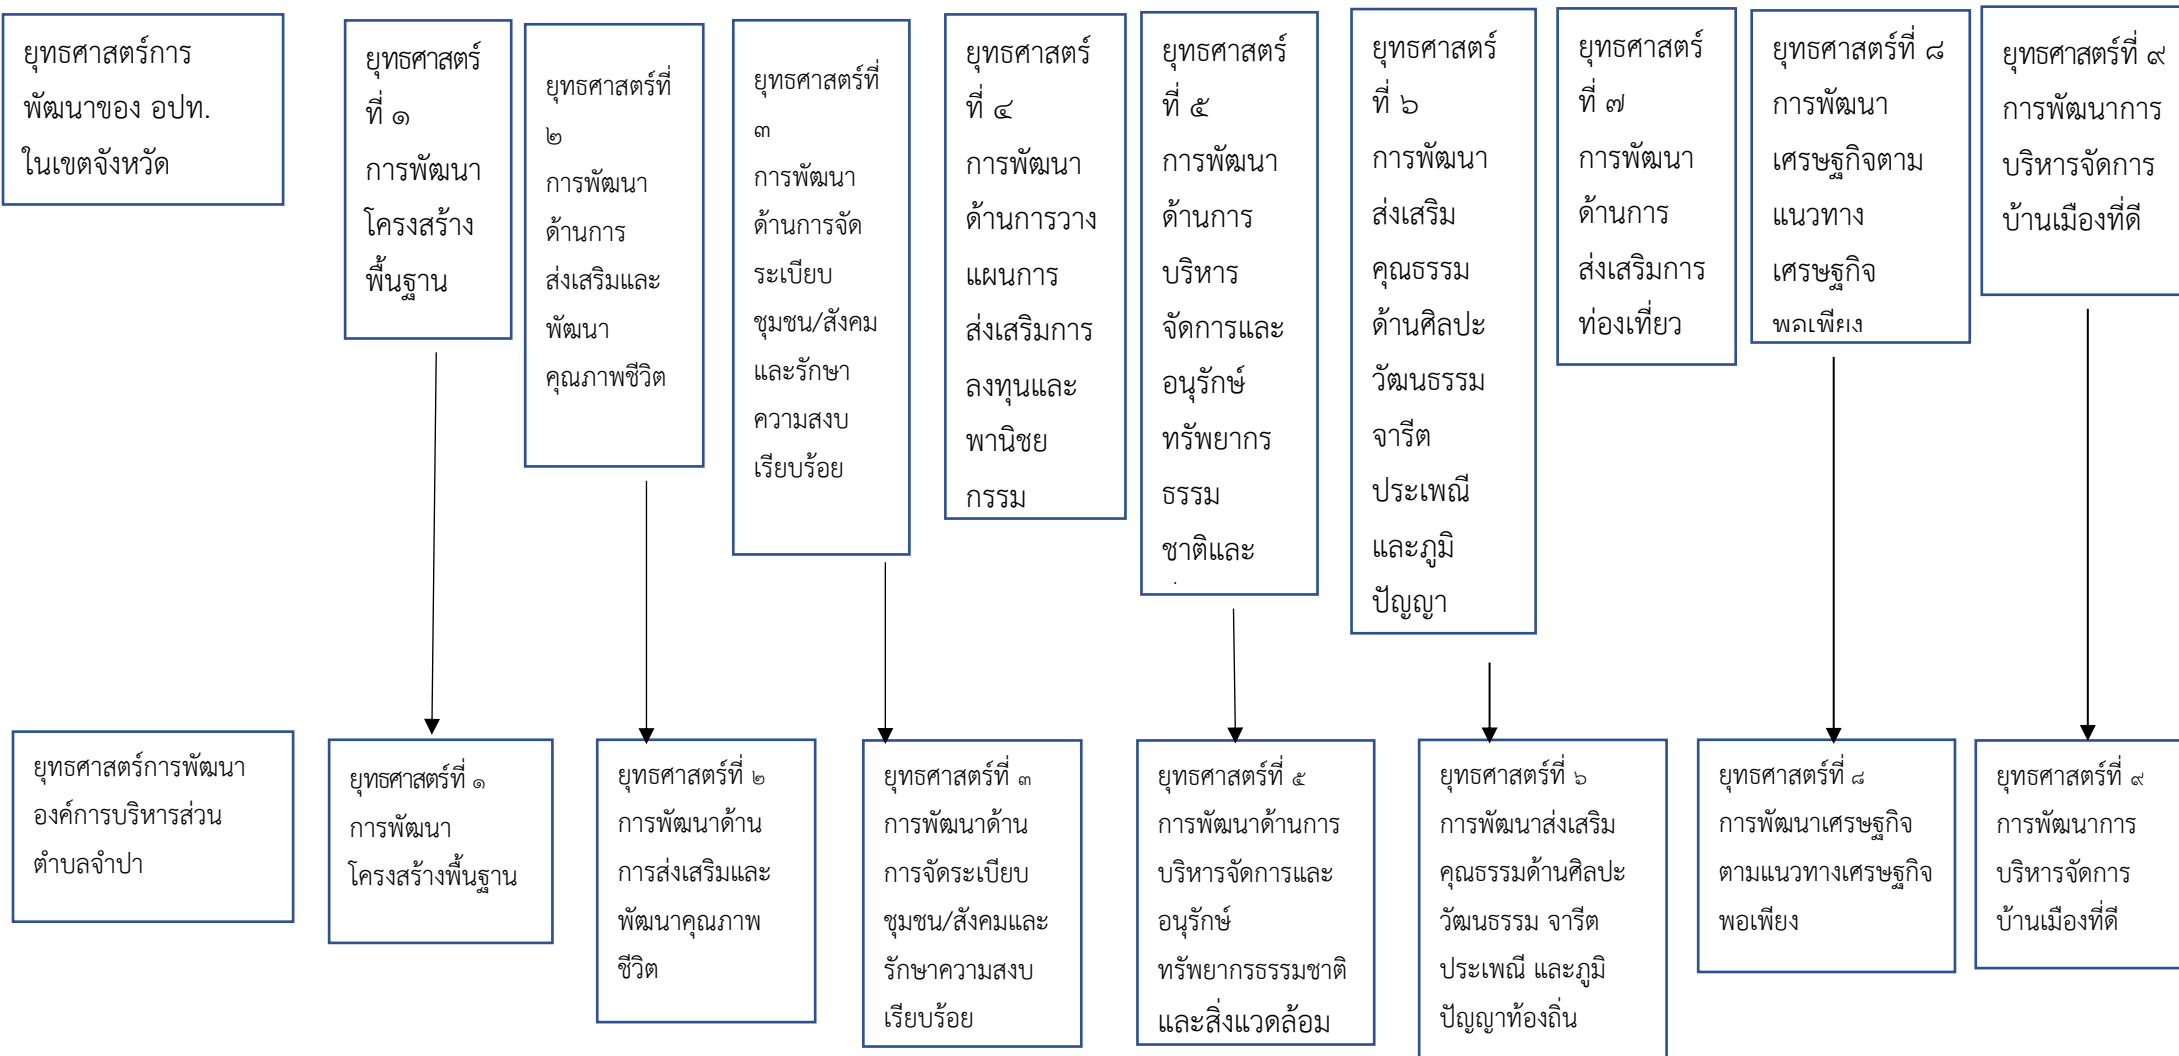 ยุทธศาสตร์การ
พัฒนาของ อปท.
ในเขตจังหวัด
ยุทธศาสตร์
ที่ ๑
การพัฒนา
โครงสร้าง
พื้นฐาน
ยุทธศาสตร์ที่
๒
การพัฒนา
ด้านการ
ส่งเสริมและ
พัฒนา
คุณภาพชีวิต
ยุทธศาสตร์ที่
๓
การพัฒนา
ด้านการจัด
ระเบียบ
ชุมชน/สังคม
และรักษา
ความสงบ
เรียบร้อย
ยุทธศาสตร์
ที่ ๔
การพัฒนา
ด้านการวาง
แผนการ
ส่งเสริมการ
ลงทุนและ
พานิชย
กรรม
ยุทธศาสตร์
ที่ ๕
การพัฒนา
ด้านการ
บริหาร
จัดการและ
อนุรักษ์
ทรัพยากร
ธรรม
ชาติและ
ยุทธศาสตร์
ที่ ๖
การพัฒนา
ส่งเสริม
คุณธรรม
ด้านศิลปะ
วัฒนธรรม
จารีต
ประเพณี
และภูมิ
ปัญญา
ยุทธศาสตร์
ที่ ๗
การพัฒนา
ด้านการ
ส่งเสริมการ
ท่องเที่ยว
ยุทธศาสตร์ที่ ๘
การพัฒนา
เศรษฐกิจตาม
แนวทาง
เศรษฐกิจ
พอเพียง
ยุทธศาสตร์ที่ ๙
การพัฒนาการ
บริหารจัดการ
บ้านเมืองที่ดี
ยุทธศาสตร์การพัฒนา
องค์การบริหารส่วน
ตำบลจำปา
ยุทธศาสตร์ที่ ๑
การพัฒนา
โครงสร้างพื้นฐาน
ยุทธศาสตร์ที่ ๒
การพัฒนาด้าน
การส่งเสริมและ
พัฒนาคุณภาพ
ชีวิต
ยุทธศาสตร์ที่ ๓
การพัฒนาด้าน
การจัดระเบียบ
ชุมชน/สังคมและ
รักษาความสงบ
เรียบร้อย
ยุทธศาสตร์ที่ ๕
การพัฒนาด้านการ
บริหารจัดการและ
อนุรักษ์
ทรัพยากรธรรมชาติ
และสิ่งแวดล้อม
ยุทธศาสตร์ที่ ๖
การพัฒนาส่งเสริม
คุณธรรมด้านศิลปะ
วัฒนธรรม จารีต
ประเพณี และภูมิ
ปัญญาท้องถิ่น
ยุทธศาสตร์ที่ ๘
การพัฒนาเศรษฐกิจ
ตามแนวทางเศรษฐกิจ
พอเพียง
ยุทธศาสตร์ที่ ๙
การพัฒนาการ
บริหารจัดการ
บ้านเมืองที่ดี